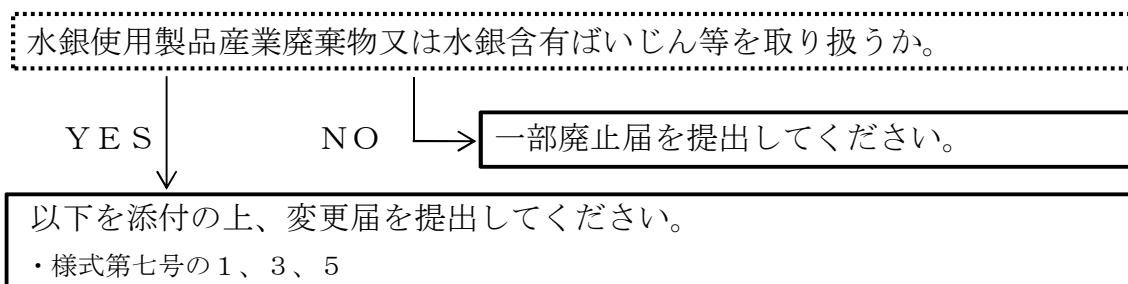 水銀使用製品産業廃棄物又は水銀含有ばいじん等を取り扱うか。
ＹＥＳ
ＮＯ
一部廃止届を提出してください。
以下を添付の上、変更届を提出してください。
・様式第七号の１、３、５